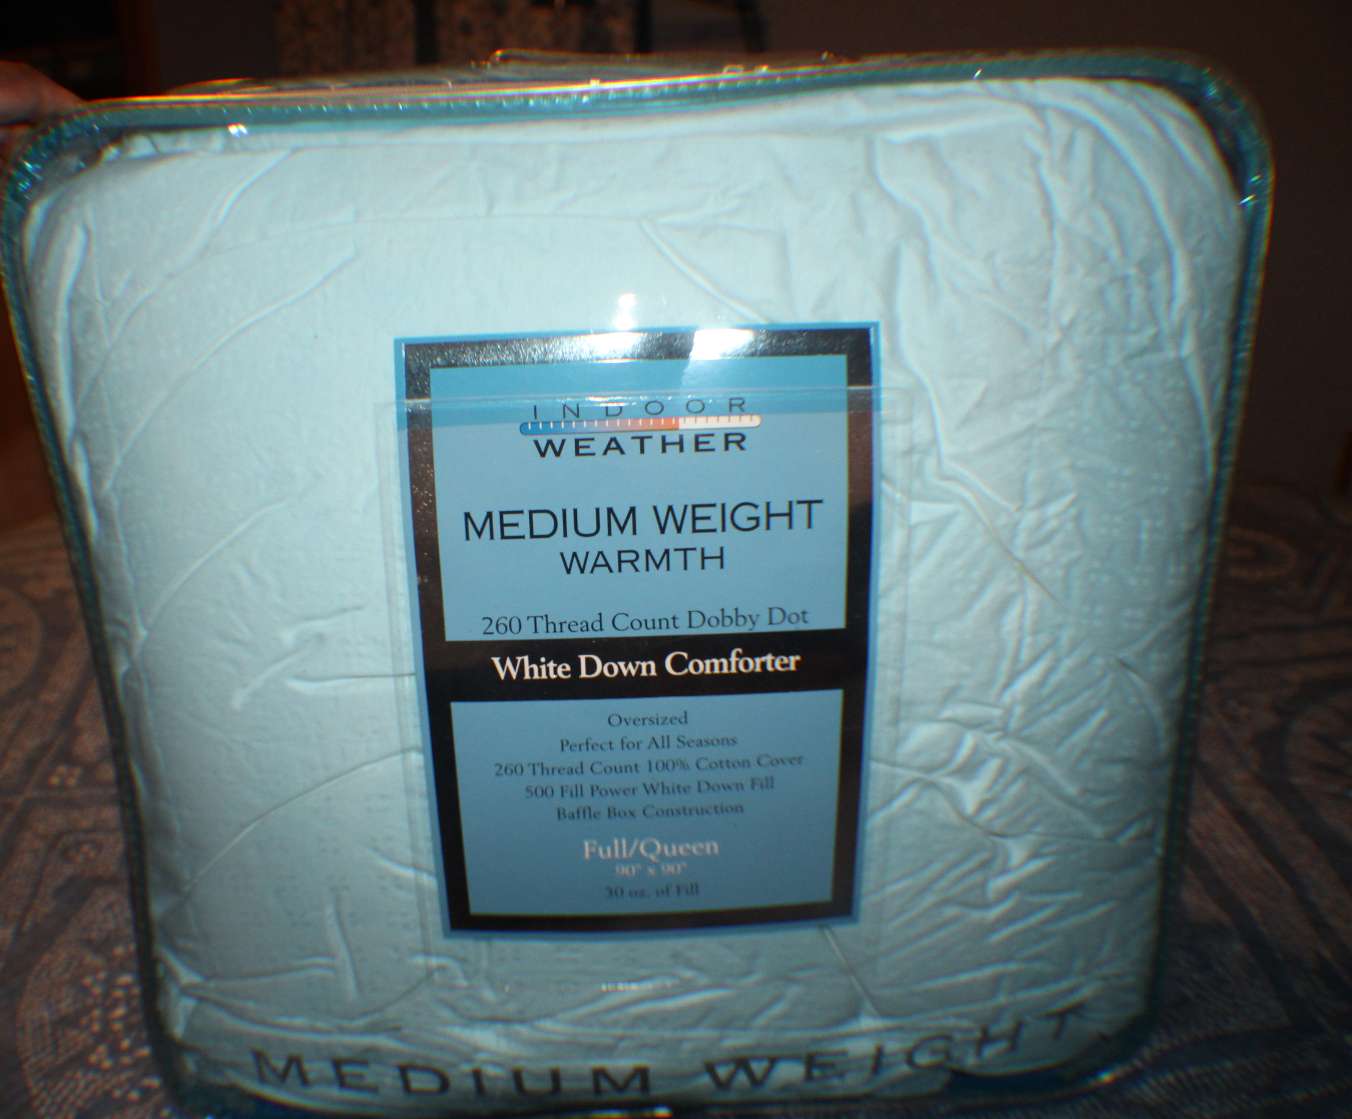 INDOOR
WEATHER
MEDIUM WEIGHT
WARMTH
260 Thread Count Dobby Dot
White Down Comforter
Oversized
Perfect for All Seasons
260 Thread Count 100% Cotton Cover
500 Fill Power White Down Fill
Baffle Box Construction
Full/Queen
90" x 90"
30 oz. of Fill
MEDIUM WEIGHT